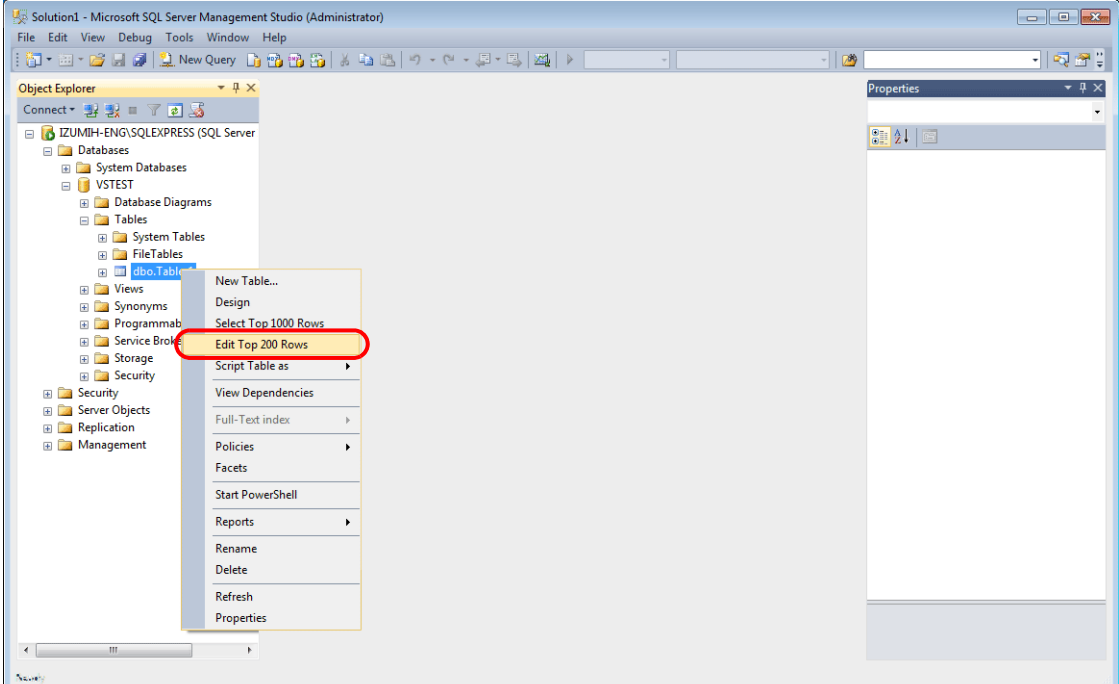 Solution1 - Microsoft SQL Server Management Studio (Administrator)
File Edit View Debug Tools Window Help
New Query
Object Explorer
Connect
IZUMIH-ENG\SQLEXPRESS (SQL Server
Databases
System Databases
VSTEST
Database Diagrams
Tables
System Tables
FileTables
dbo.Table
Views
Synonyms
Programmab
Service Broke
Storage
Security
Security
Server Objects
Replication
Management
New Table...
Design
Select Top 1000 Rows
Edit Top 200 Rows
Script Table as
View Dependencies
Full-Text index
Policies
Facets
Start PowerShell
Reports
Rename
Delete
Refresh
Properties
Properties